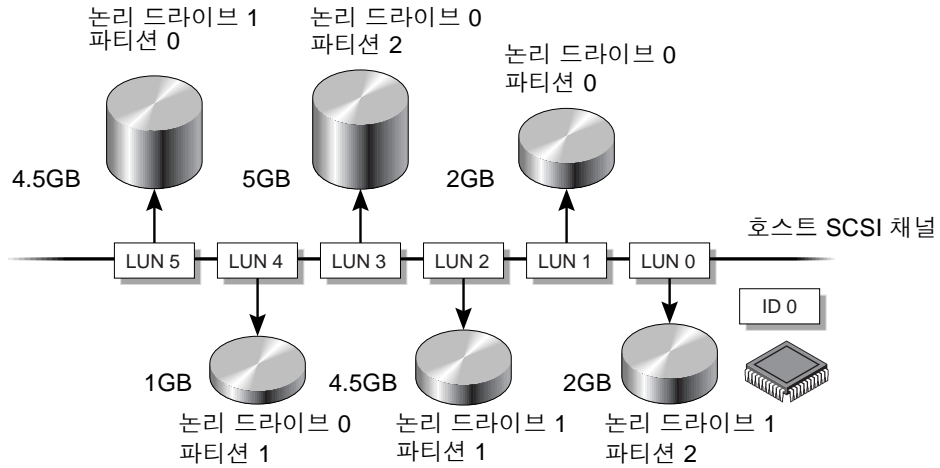 논리 드라이브 1
파티션 0
논리 드라이브 0
파티션 2
논리 드라이브 0
파티션 0
4.5GB
5GB
2GB
호스트 SCSI 채널
LUN 5
LUN 4
LUN 3
LUN 2
LUN 1
LUN 0
ID 0
1GB
4.5GB
2GB
논리 드라이브 0
파티션 1
논리 드라이브 1
파티션 1
논리 드라이브 1
파티션 2